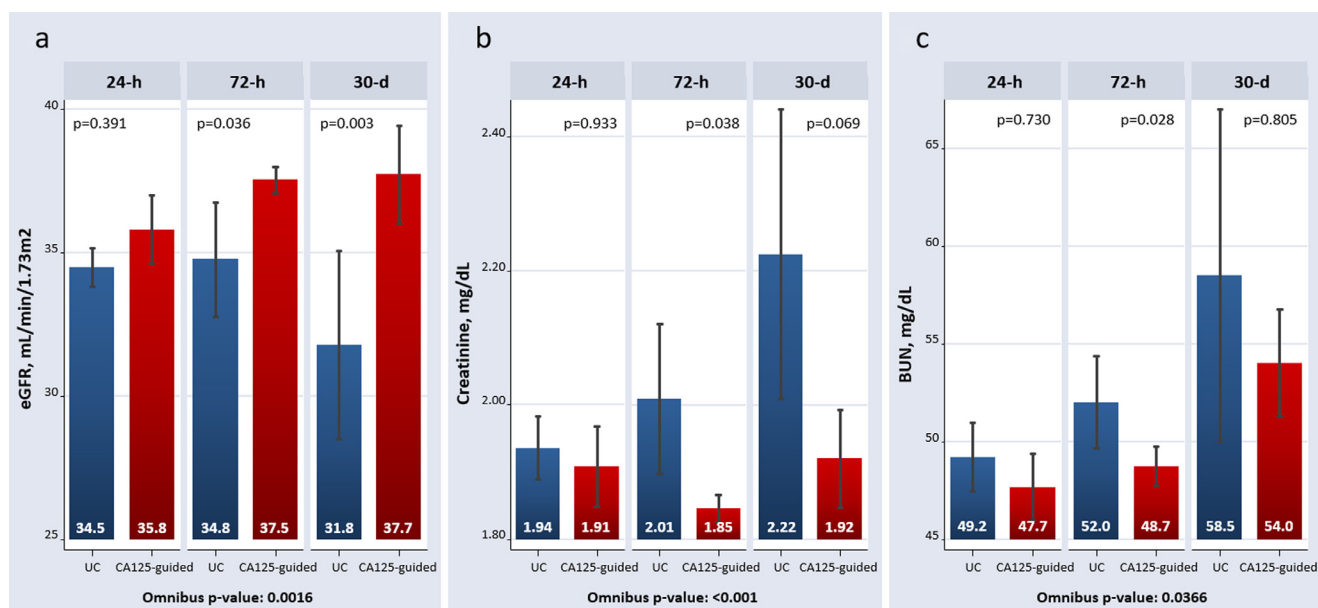 a
24-h 72-h 30-d
40
p=0.391 p=0.036 p=0.003
35
30
25
eGFR, mL/min/1.73m2
34.5 35.8 34.8 37.5 31.8 37.7
UC CA125-guided UC CA125-guided UC CA125-guided
Omnibus p-value: 0.0016
b
24-h 72-h 30-d
2.40
p=0.933 p=0.038 p=0.069
2.20
2.00
1.80
Creatinine, mg/dL
1.94 1.91 2.01 1.85 2.22 1.92
UC CA125-guided UC CA125-guided UC CA125-guided
Omnibus p-value: <0.001
c
24-h 72-h 30-d
p=0.730 p=0.028 p=0.805
65
60
55
50
45
BUN, mg/dL
49.2 47.7 52.0 48.7 58.5 54.0
UC CA125-guided UC CA125-guided UC CA125-guided
Omnibus p-value: 0.0366